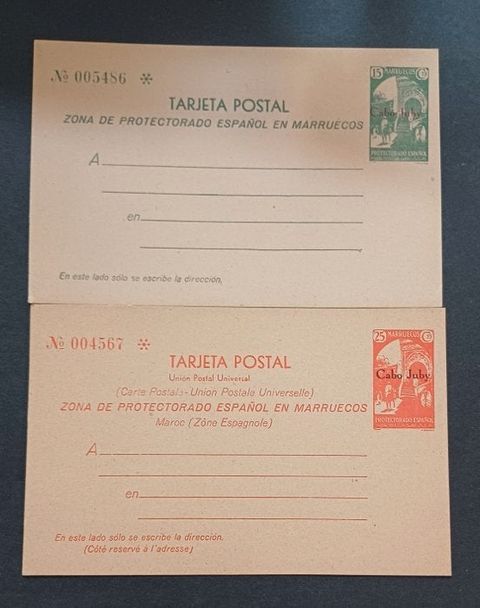 Nº 005486 *
15 MARRUECOS Cs
TARJETA POSTAL
Cabo Juby
ZONA DE PROTECTORADO ESPAÑOL EN MARRUECOS
PROTECTORADO ESPAÑOL
A
en
En este lado sólo se escribe la dirección.
Nº 004567 *
25 MARRUECOS Cs
TARJETA POSTAL
Unión Postal Universal
Cabo Juby
(Carte Postale-Union Postale Universelle)
ZONA DE PROTECTORADO ESPAÑOL EN MARRUECOS
PROTECTORADO ESPAÑOL
Maroc (Zône Espagnole)
A
en
En este lado sólo se escribe la dirección.
(Côté reservé à l'adresse)